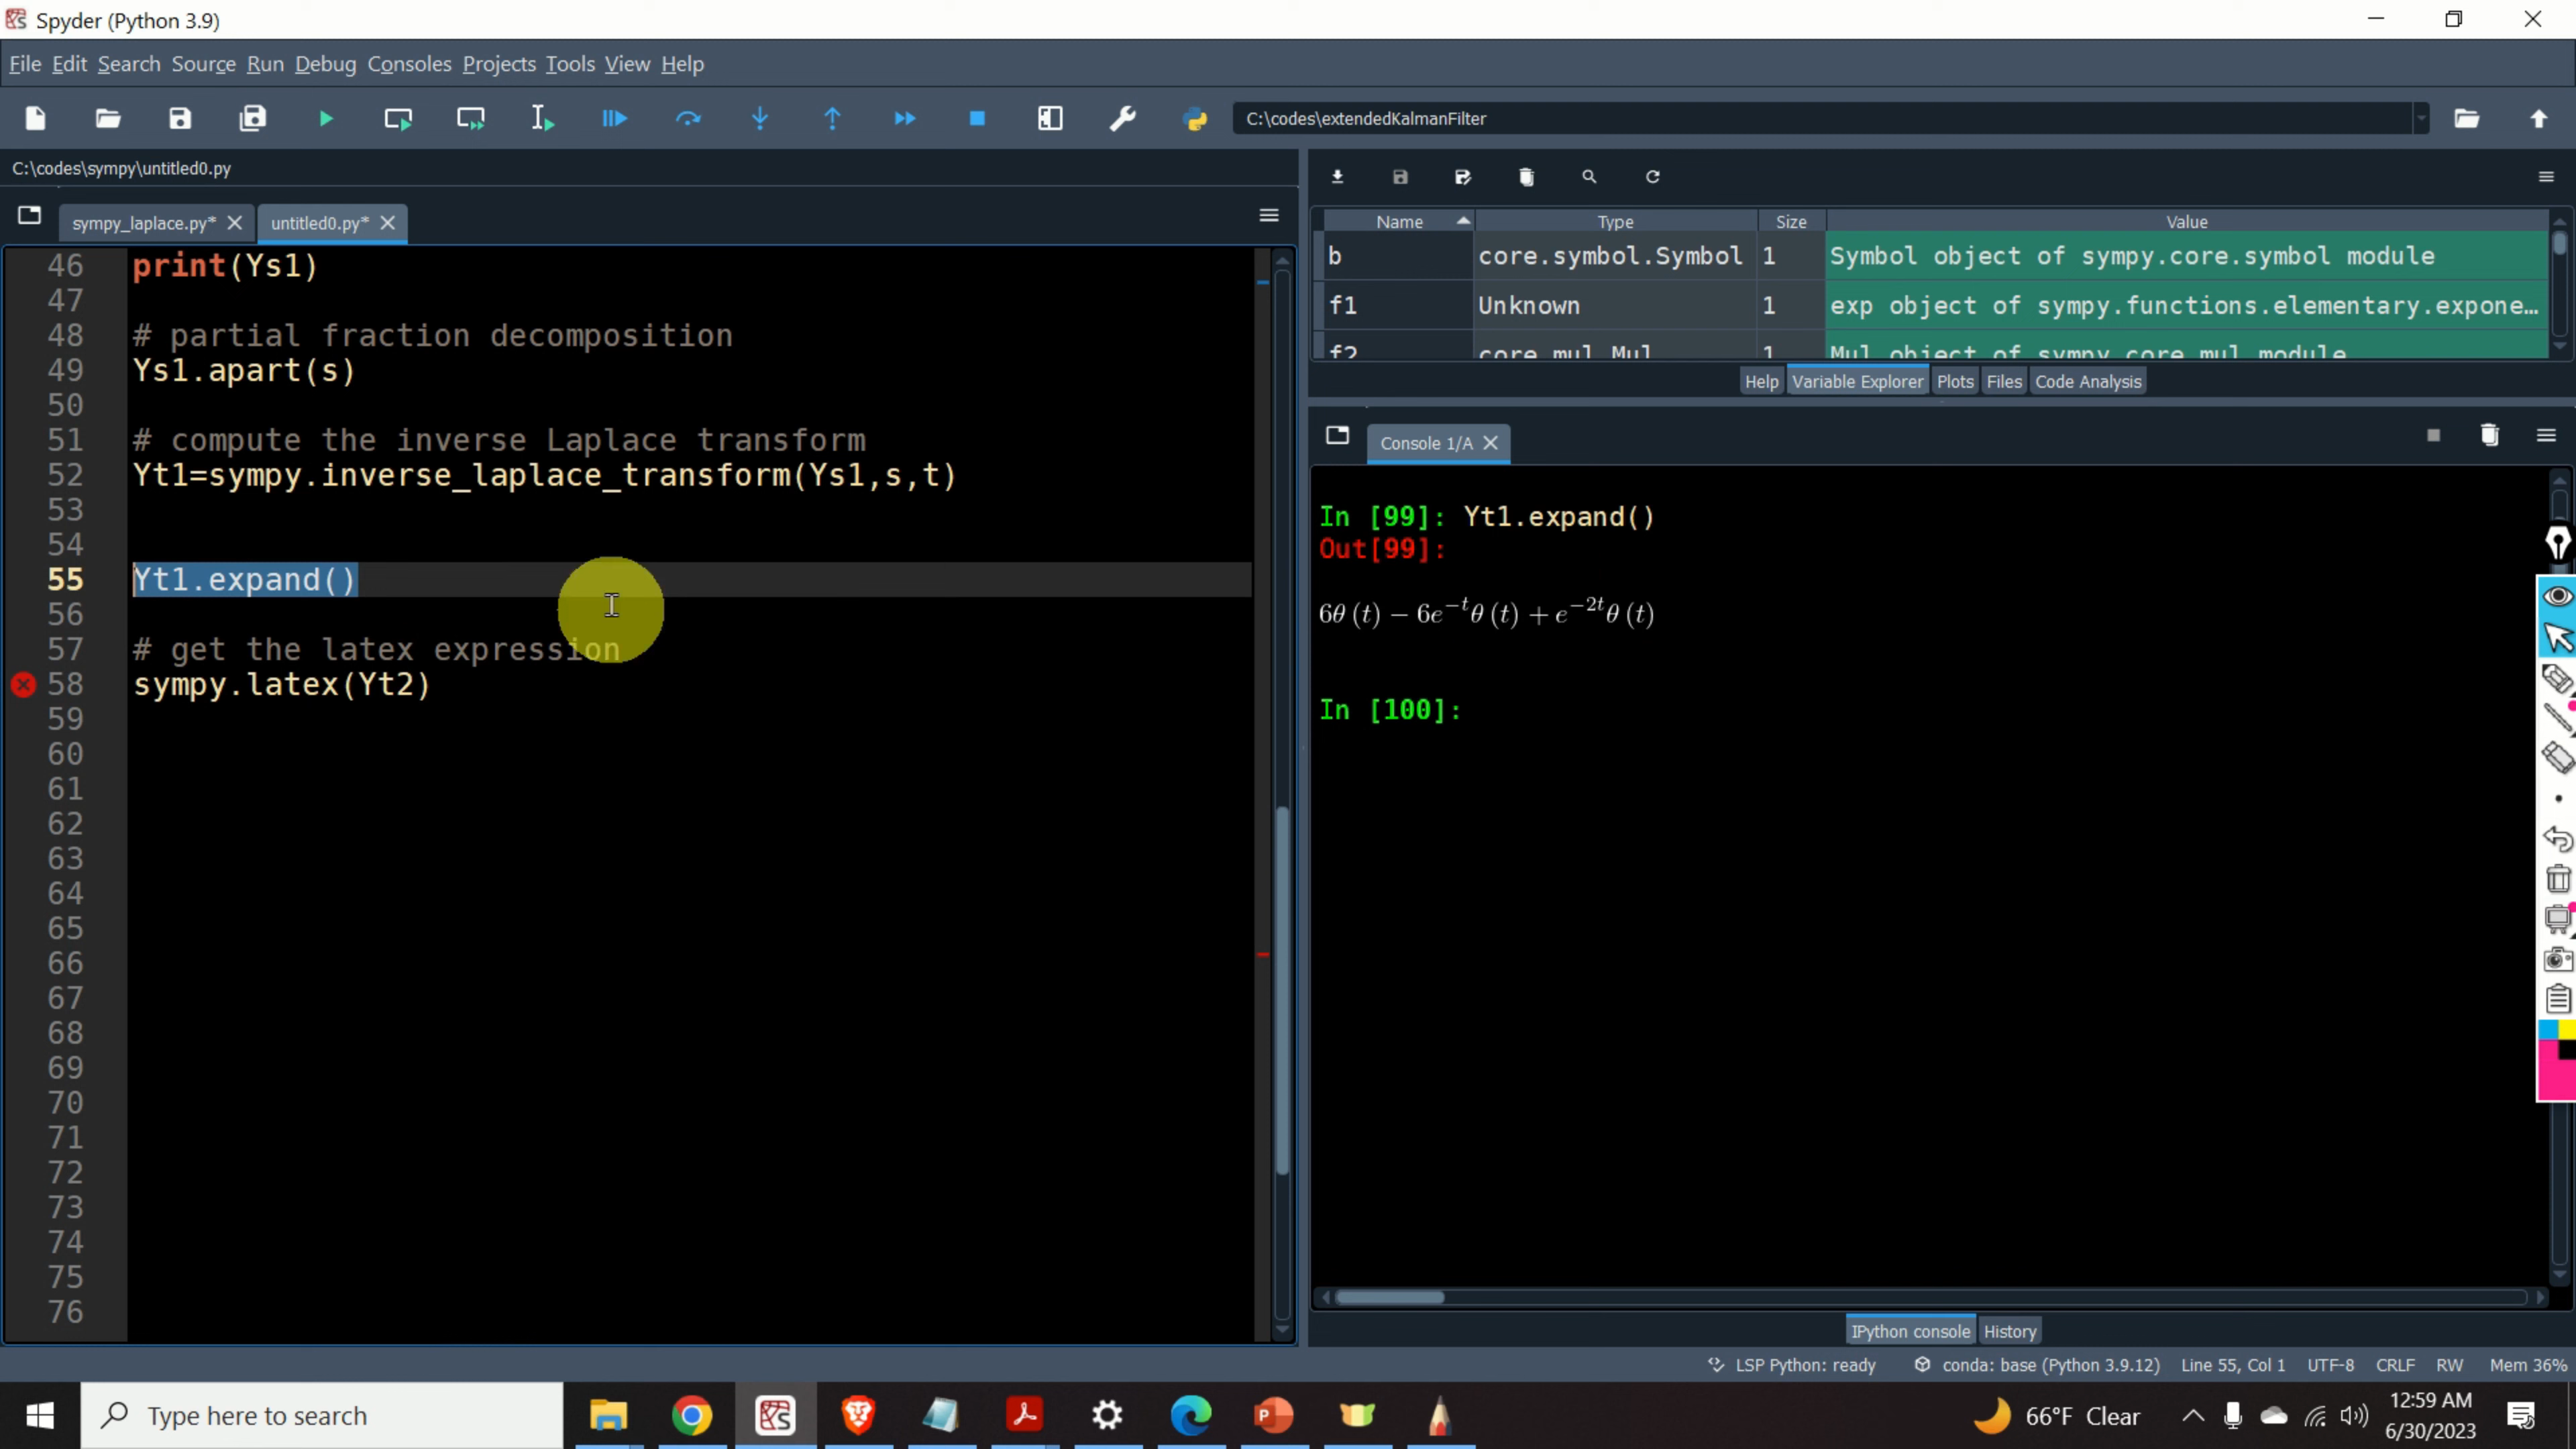 Spyder (Python 3.9)
File Edit Search Source Run Debug Consoles Projects Tools View Help
C:\codes\extendedKalmanFilter
C:\codes\sympy\untitled0.py
sympy_laplace.py*
untitled0.py*
46 print(Ys1)
47
48 # partial fraction decomposition
49 Ys1.apart(s)
50
51 # compute the inverse Laplace transform
52 Yt1=sympy.inverse_laplace_transform(Ys1,s,t)
53
54
55 Yt1.expand()
56
57 # get the latex expression
58 sympy.latex(Yt2)
59
60
61
62
63
64
65
66
67
68
69
70
71
72
73
74
75
76
Name Type Size Value
b core.symbol.Symbol 1 Symbol object of sympy.core.symbol module
f1 Unknown 1 exp object of sympy.functions.elementary.expone…
f2 core.mul.Mul 1 Mul object of sympy.core.mul module
Help Variable Explorer Plots Files Code Analysis
Console 1/A
In [99]: Yt1.expand()
Out[99]:
6θ (t) − 6e^{−t}θ (t) + e^{−2t}θ (t)
In [100]:
IPython console History
LSP Python: ready conda: base (Python 3.9.12) Line 55, Col 1 UTF-8 CRLF RW Mem 36%
Type here to search
66°F Clear
12:59 AM
6/30/2023